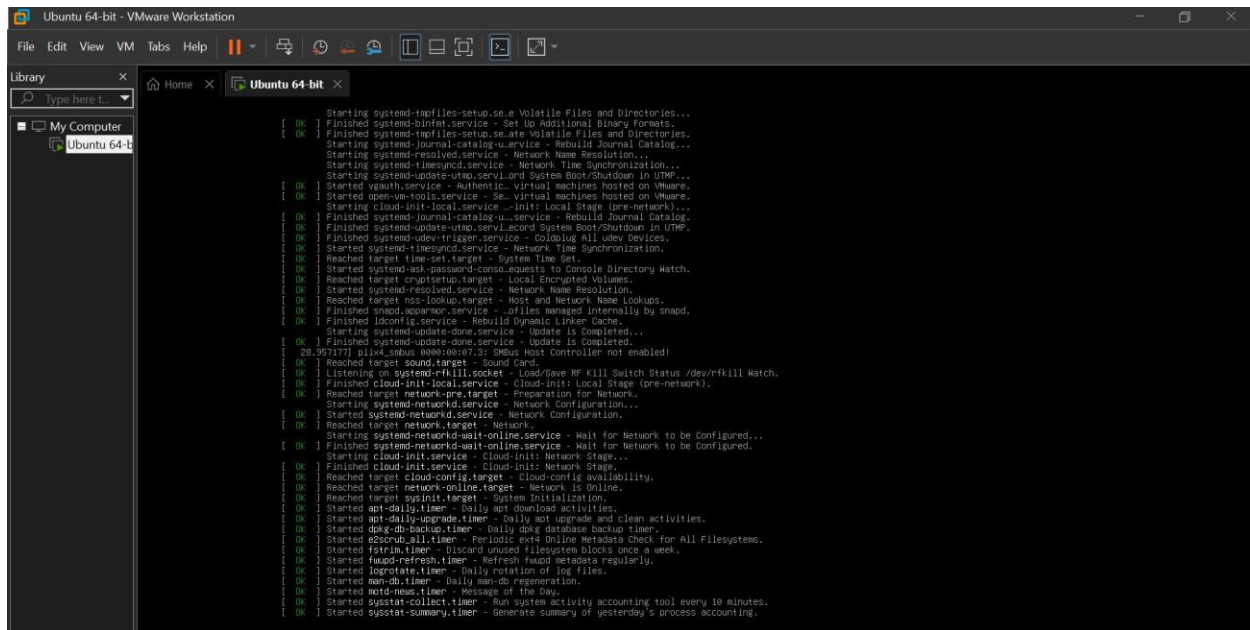 Ubuntu 64-bit - VMware Workstation
File Edit View VM Tabs Help
Library
Type here t...
My Computer
Ubuntu 64-b
Home
Ubuntu 64-bit
Starting systemd-tmpfiles-setup.se…e Volatile Files and Directories...
[ OK ] Finished systemd-binfmt.service - Set Up Additional Binary Formats.
[ OK ] Finished systemd-tmpfiles-setup.se…ate Volatile Files and Directories.
Starting systemd-journal-catalog-u…ervice - Rebuild Journal Catalog...
Starting systemd-resolved.service - Network Name Resolution...
Starting systemd-timesyncd.service - Network Time Synchronization...
Starting systemd-update-utmp.servi…ord System Boot/Shutdown in UTMP...
[ OK ] Started vgauth.service - Authentic… virtual machines hosted on VMware.
[ OK ] Started open-vm-tools.service - Se… virtual machines hosted on VMware.
Starting cloud-init-local.service …-init: Local Stage (pre-network)...
[ OK ] Finished systemd-journal-catalog-u….service - Rebuild Journal Catalog.
[ OK ] Finished systemd-update-utmp.servi…ecord System Boot/Shutdown in UTMP.
[ OK ] Finished systemd-udev-trigger.service - Coldplug All udev Devices.
[ OK ] Started systemd-timesyncd.service - Network Time Synchronization.
[ OK ] Reached target time-set.target - System Time Set.
[ OK ] Started systemd-ask-password-conso…equests to Console Directory Watch.
[ OK ] Reached target cryptsetup.target - Local Encrypted Volumes.
[ OK ] Started systemd-resolved.service - Network Name Resolution.
[ OK ] Reached target nss-lookup.target - Host and Network Name Lookups.
[ OK ] Finished snapd.apparmor.service - …ofiles managed internally by snapd.
[ OK ] Finished ldconfig.service - Rebuild Dynamic Linker Cache.
Starting systemd-update-done.service - Update is Completed...
[ OK ] Finished systemd-update-done.service - Update is Completed.
[ 28.957177] piix4_smbus 0000:00:07.3: SMBus Host Controller not enabled!
[ OK ] Reached target sound.target - Sound Card.
[ OK ] Listening on systemd-rfkill.socket - Load/Save RF Kill Switch Status /dev/rfkill Watch.
[ OK ] Finished cloud-init-local.service - Cloud-init: Local Stage (pre-network).
[ OK ] Reached target network-pre.target - Preparation for Network.
Starting systemd-networkd.service - Network Configuration...
[ OK ] Started systemd-networkd.service - Network Configuration.
[ OK ] Reached target network.target - Network.
Starting systemd-networkd-wait-online.service - Wait for Network to be Configured...
[ OK ] Finished systemd-networkd-wait-online.service - Wait for Network to be Configured.
Starting cloud-init.service - Cloud-init: Network Stage...
[ OK ] Finished cloud-init.service - Cloud-init: Network Stage.
[ OK ] Reached target cloud-config.target - Cloud-config availability.
[ OK ] Reached target network-online.target - Network is Online.
[ OK ] Reached target sysinit.target - System Initialization.
[ OK ] Started apt-daily.timer - Daily apt download activities.
[ OK ] Started apt-daily-upgrade.timer - Daily apt upgrade and clean activities.
[ OK ] Started dpkg-db-backup.timer - Daily dpkg database backup timer.
[ OK ] Started e2scrub_all.timer - Periodic ext4 Online Metadata Check for All Filesystems.
[ OK ] Started fstrim.timer - Discard unused filesystem blocks once a week.
[ OK ] Started fwupd-refresh.timer - Refresh fwupd metadata regularly.
[ OK ] Started logrotate.timer - Daily rotation of log files.
[ OK ] Started man-db.timer - Daily man-db regeneration.
[ OK ] Started motd-news.timer - Message of the Day.
[ OK ] Started sysstat-collect.timer - Run system activity accounting tool every 10 minutes.
[ OK ] Started sysstat-summary.timer - Generate summary of yesterday's process accounting.